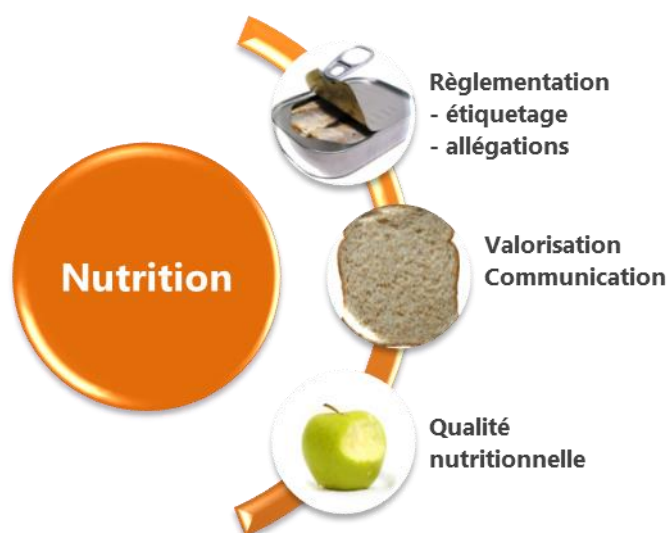 Règlementation
- étiquetage
- allégations
Nutrition
Valorisation
Communication
Qualité
nutritionnelle